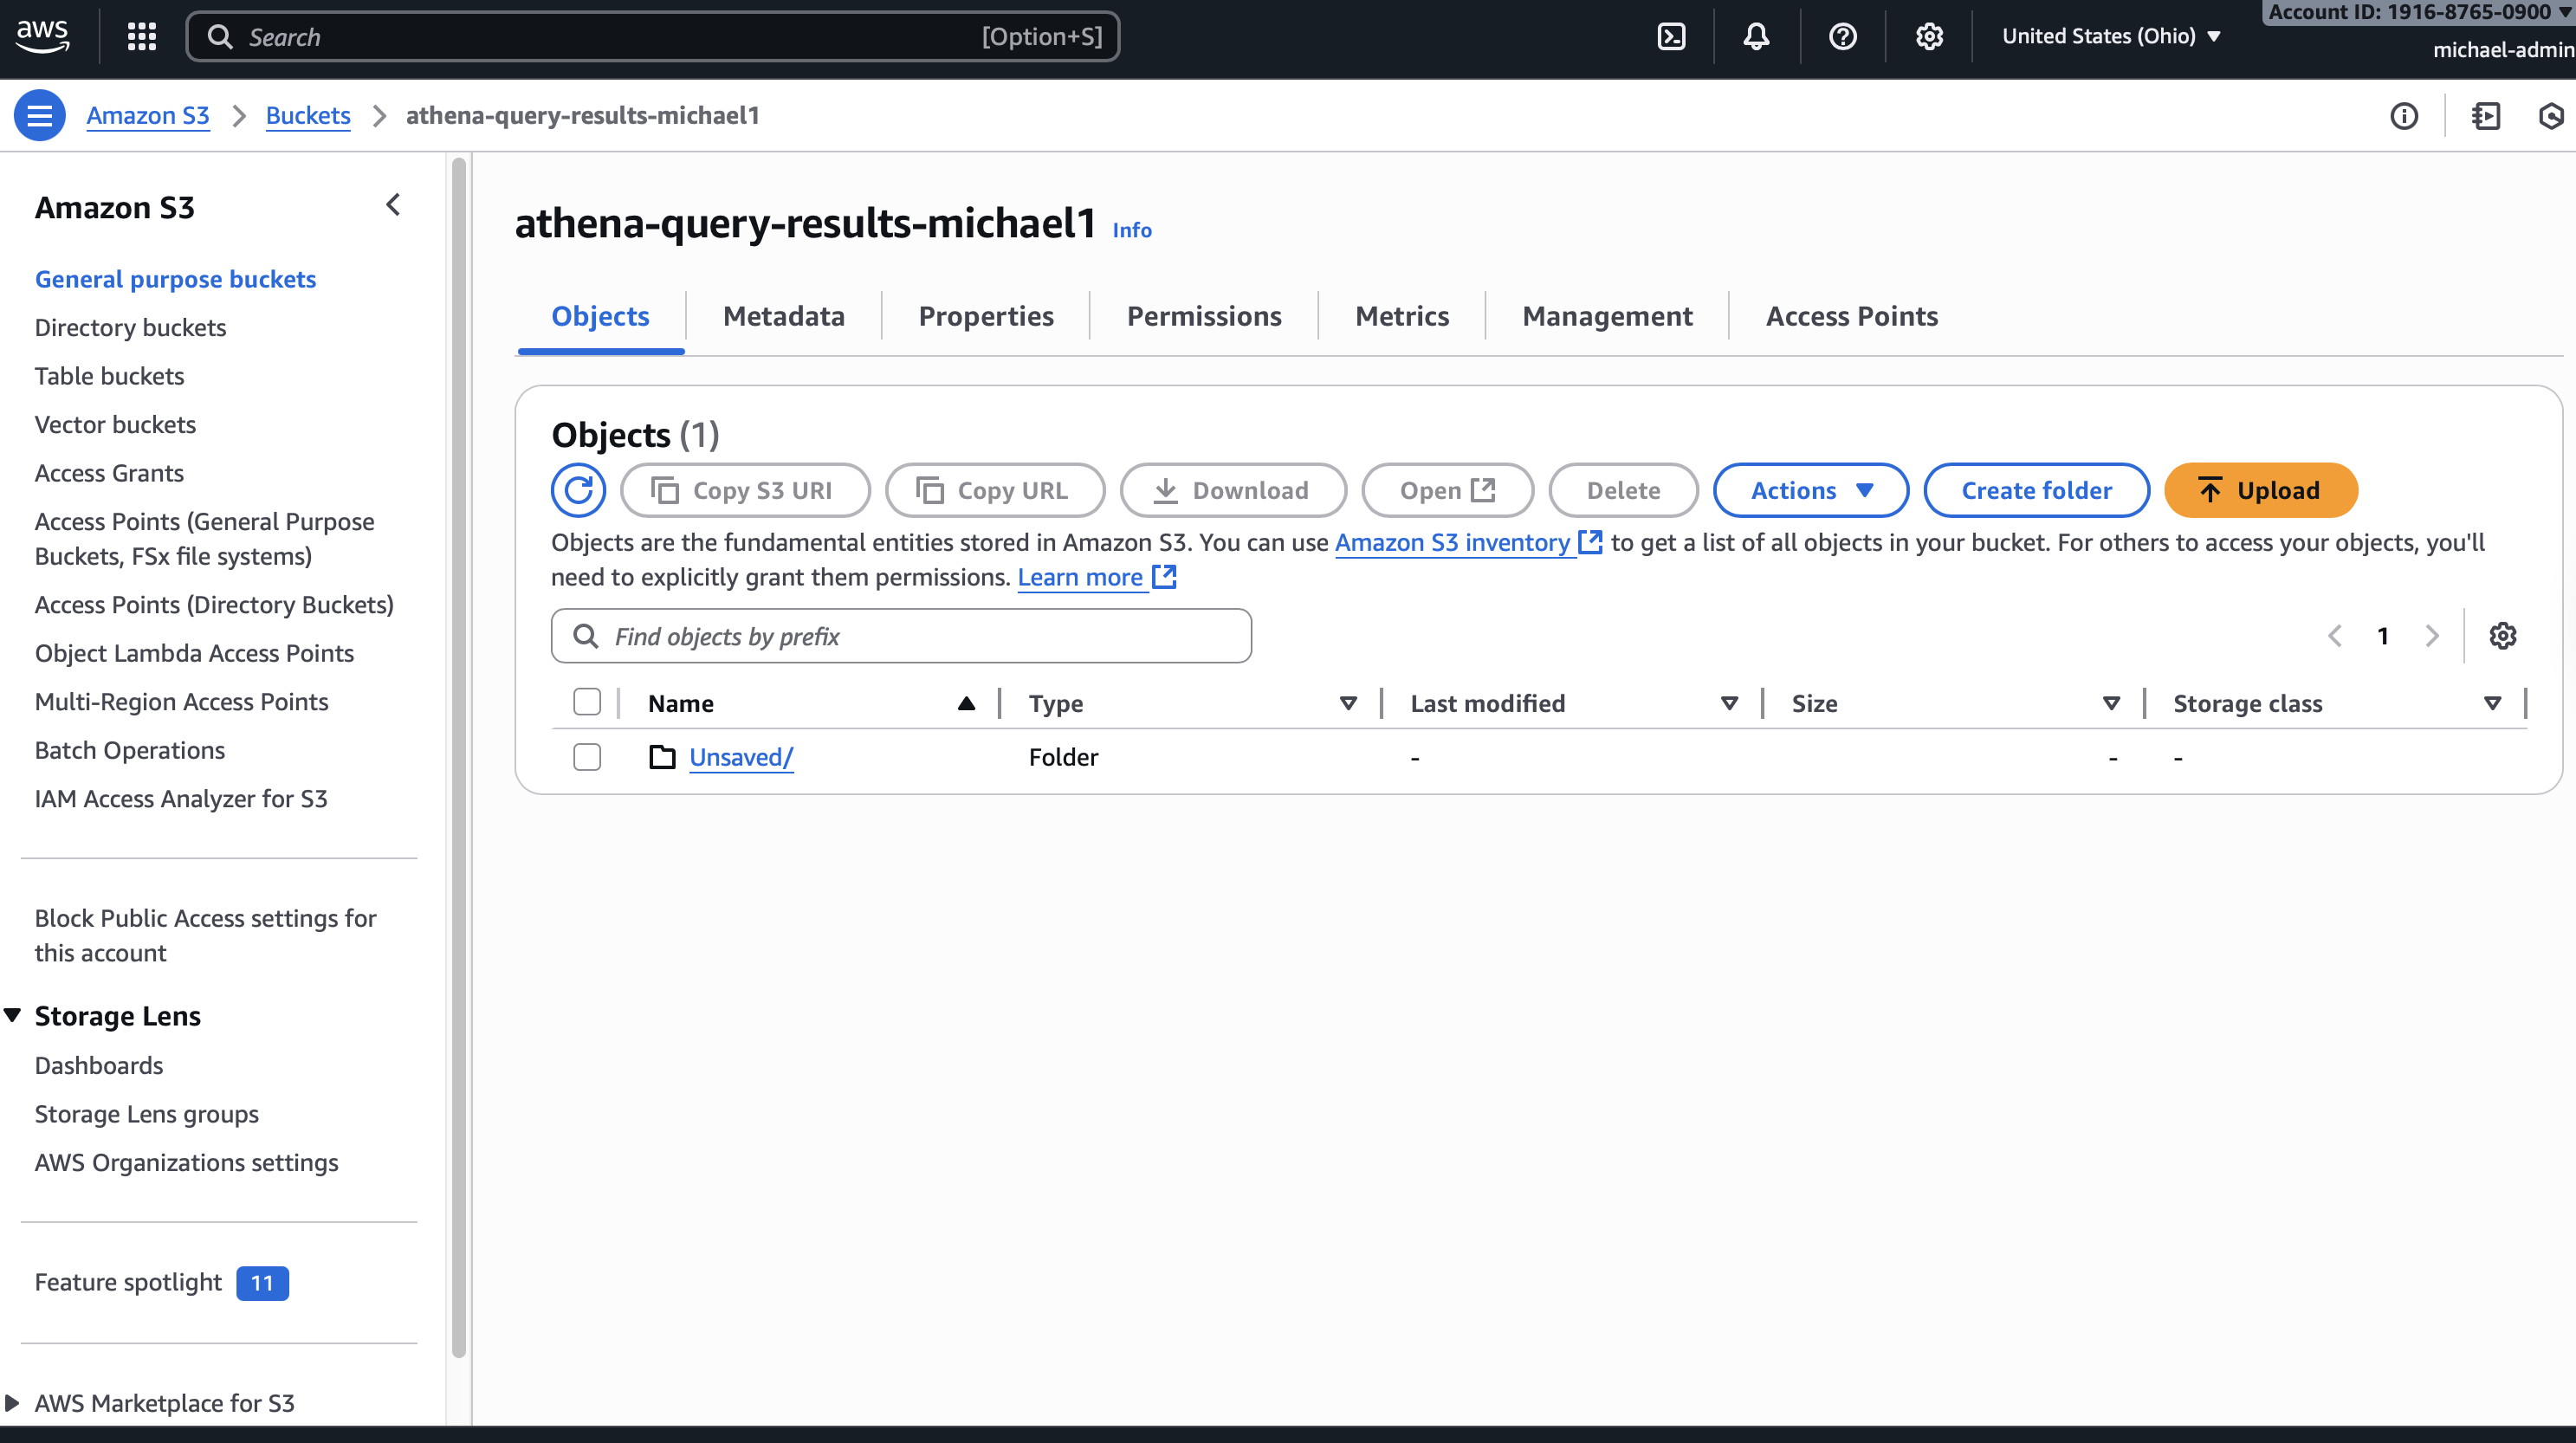 aws
Search [Option+S]
United States (Ohio)
Account ID: 1916-8765-0900
michael-admin
Amazon S3 Buckets athena-query-results-michael1
Amazon S3
General purpose buckets
Directory buckets
Table buckets
Vector buckets
Access Grants
Access Points (General Purpose
Buckets, FSx file systems)
Access Points (Directory Buckets)
Object Lambda Access Points
Multi-Region Access Points
Batch Operations
IAM Access Analyzer for S3
Block Public Access settings for
this account
Storage Lens
Dashboards
Storage Lens groups
AWS Organizations settings
Feature spotlight 11
AWS Marketplace for S3
athena-query-results-michael1 Info
Objects Metadata Properties Permissions Metrics Management Access Points
Objects (1)
Copy S3 URI Copy URL Download Open Delete Actions Create folder Upload
Objects are the fundamental entities stored in Amazon S3. You can use Amazon S3 inventory to get a list of all objects in your bucket. For others to access your objects, you'll
need to explicitly grant them permissions. Learn more
Find objects by prefix
1
Name Type Last modified Size Storage class
Unsaved/ Folder - - -